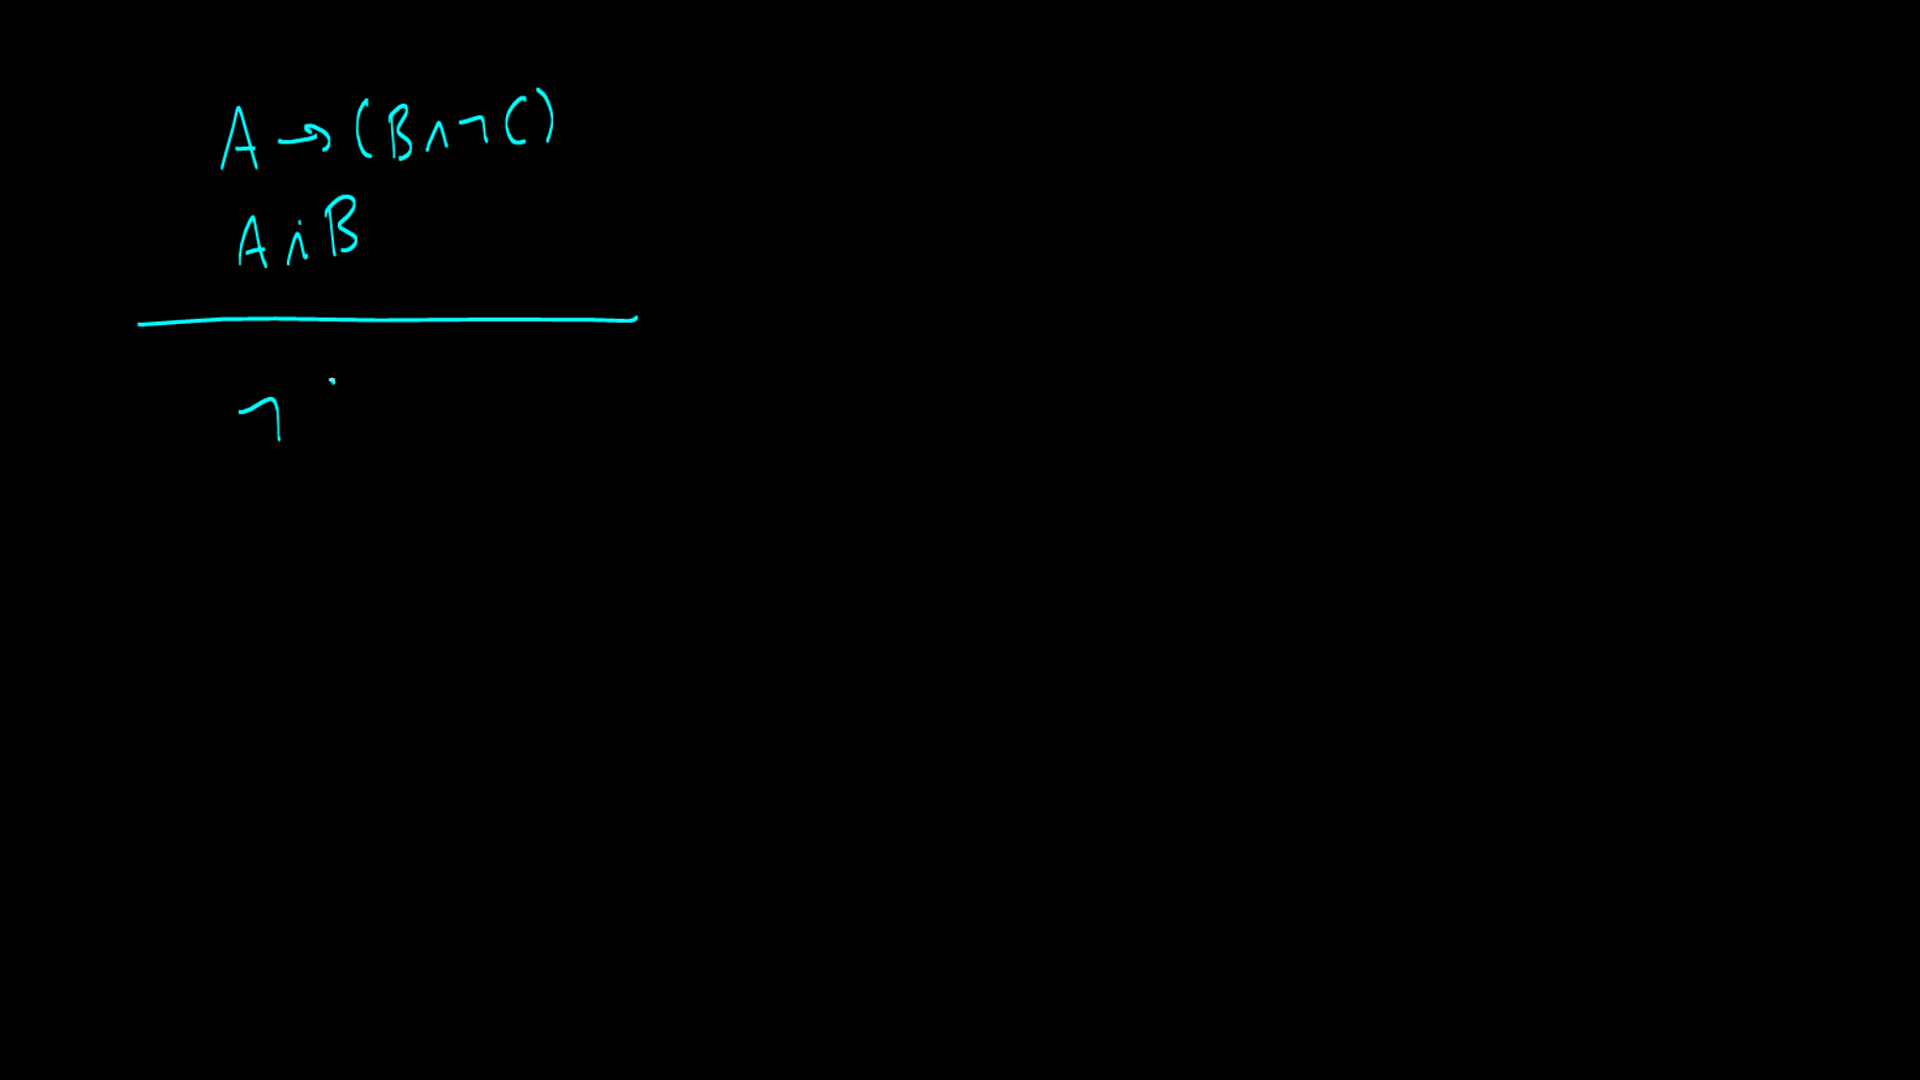 A → (B ∧ ¬ C)
A ∧ B
¬